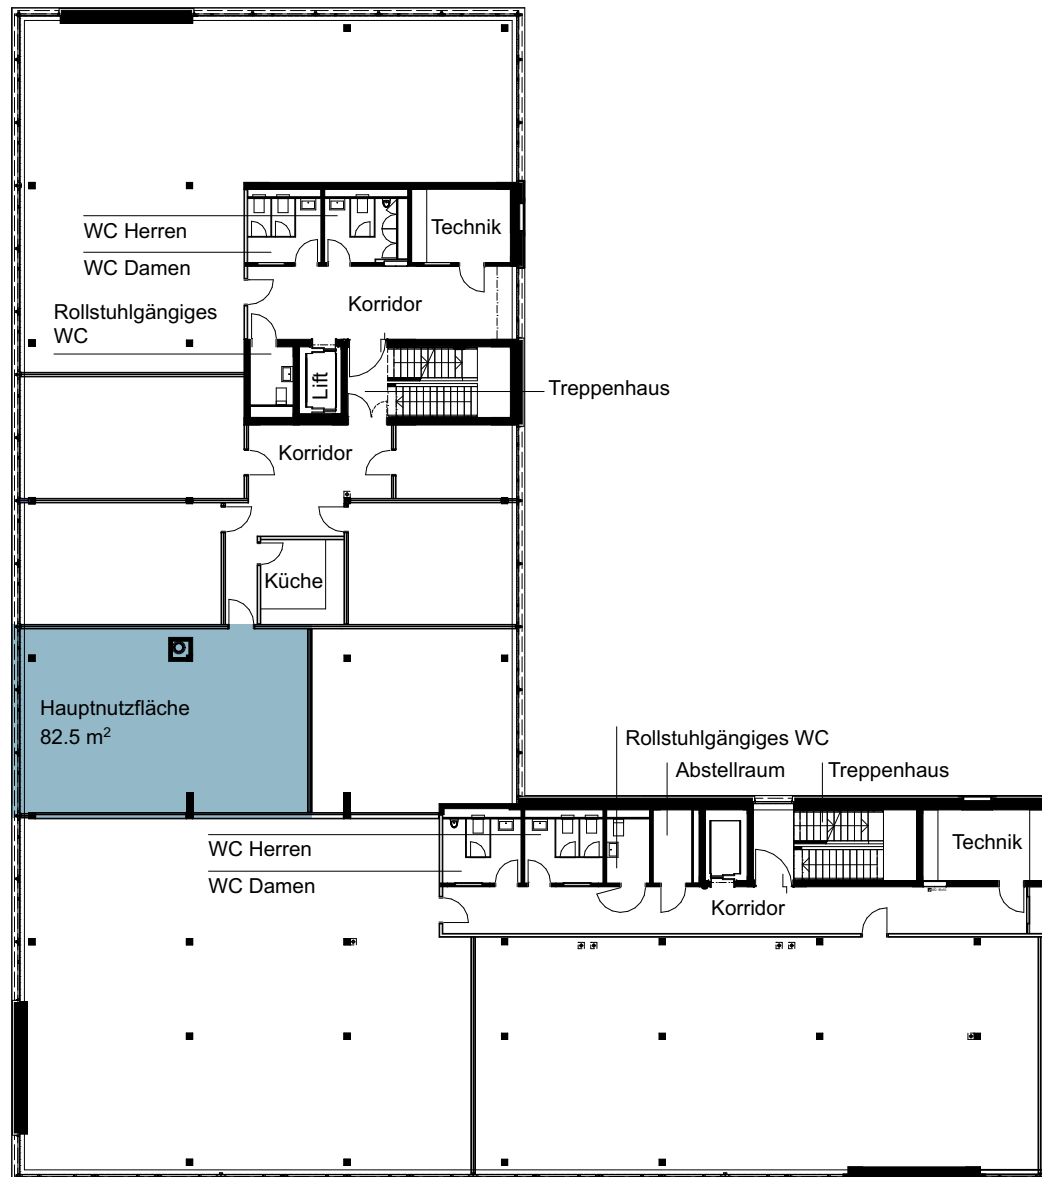 WC Herren
Technik
WC Damen
Korridor
Rollstuhlgängiges
WC
Lift
Treppenhaus
Korridor
Küche
Hauptnutzfläche
82.5 m²
Rollstuhlgängiges WC
Abstellraum
Treppenhaus
WC Herren
Technik
WC Damen
Korridor